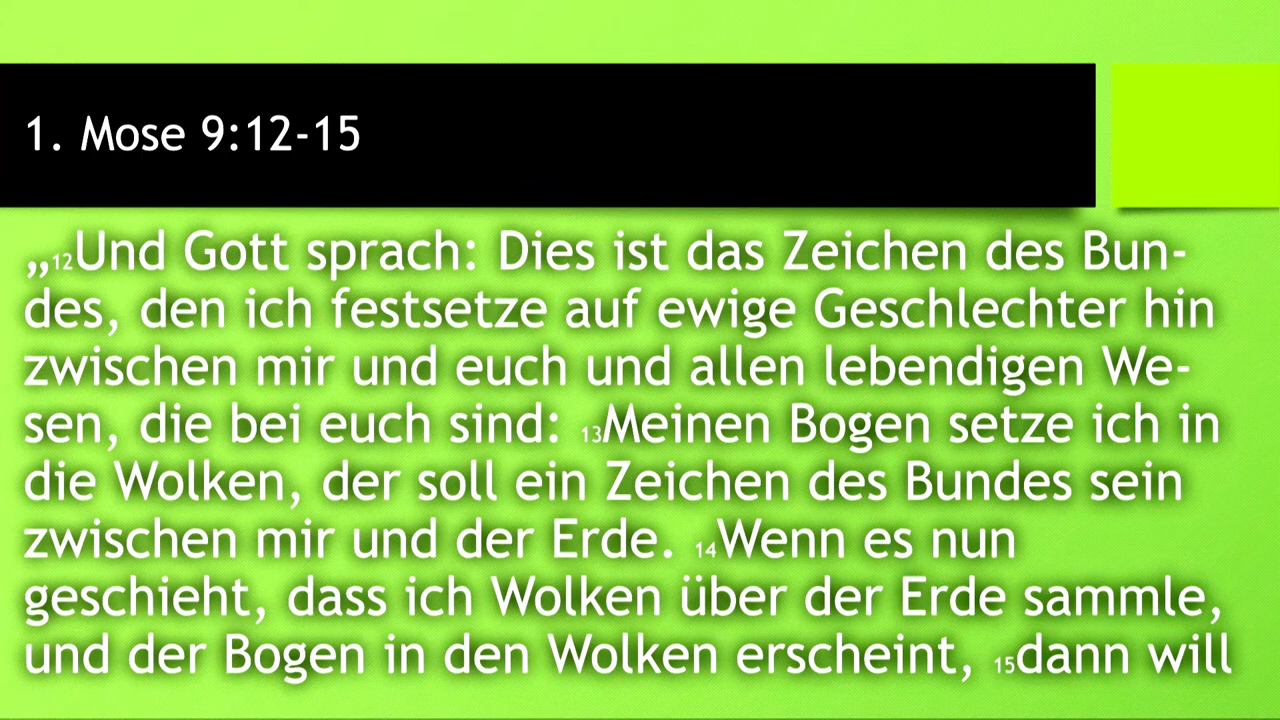 1. Mose 9:12-15
„12Und Gott sprach: Dies ist das Zeichen des Bun-
des, den ich festsetze auf ewige Geschlechter hin
zwischen mir und euch und allen lebendigen We-
sen, die bei euch sind: 13Meinen Bogen setze ich in
die Wolken, der soll ein Zeichen des Bundes sein
zwischen mir und der Erde. 14Wenn es nun
geschieht, dass ich Wolken über der Erde sammle,
und der Bogen in den Wolken erscheint, 15dann will